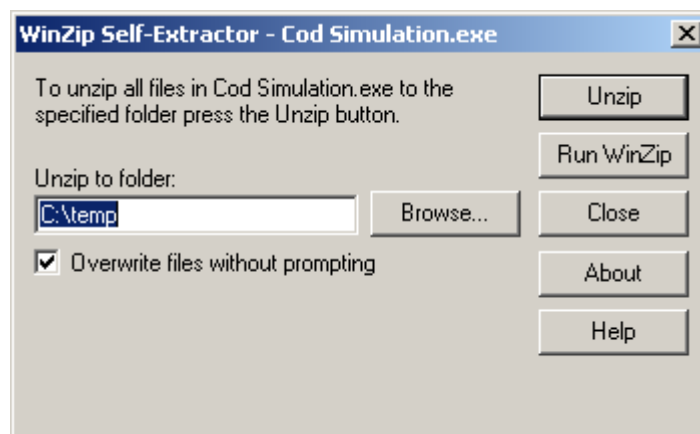 WinZip Self-Extractor - Cod Simulation.exe
To unzip all files in Cod Simulation.exe to the
specified folder press the Unzip button.
Unzip to folder:
C:\temp
Browse...
Overwrite files without prompting
Unzip
Run WinZip
Close
About
Help